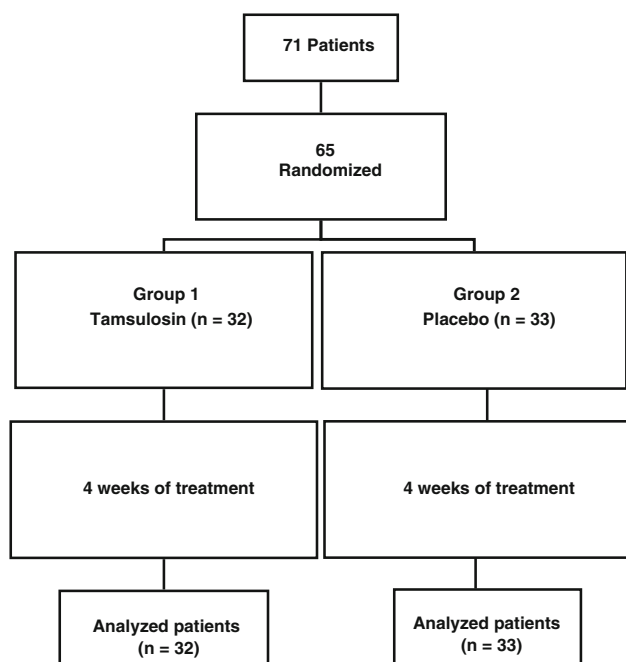 71 Patients
65
Randomized
Group 1
Tamsulosin (n = 32)
Group 2
Placebo (n = 33)
4 weeks of treatment
4 weeks of treatment
Analyzed patients
(n = 32)
Analyzed patients
(n = 33)